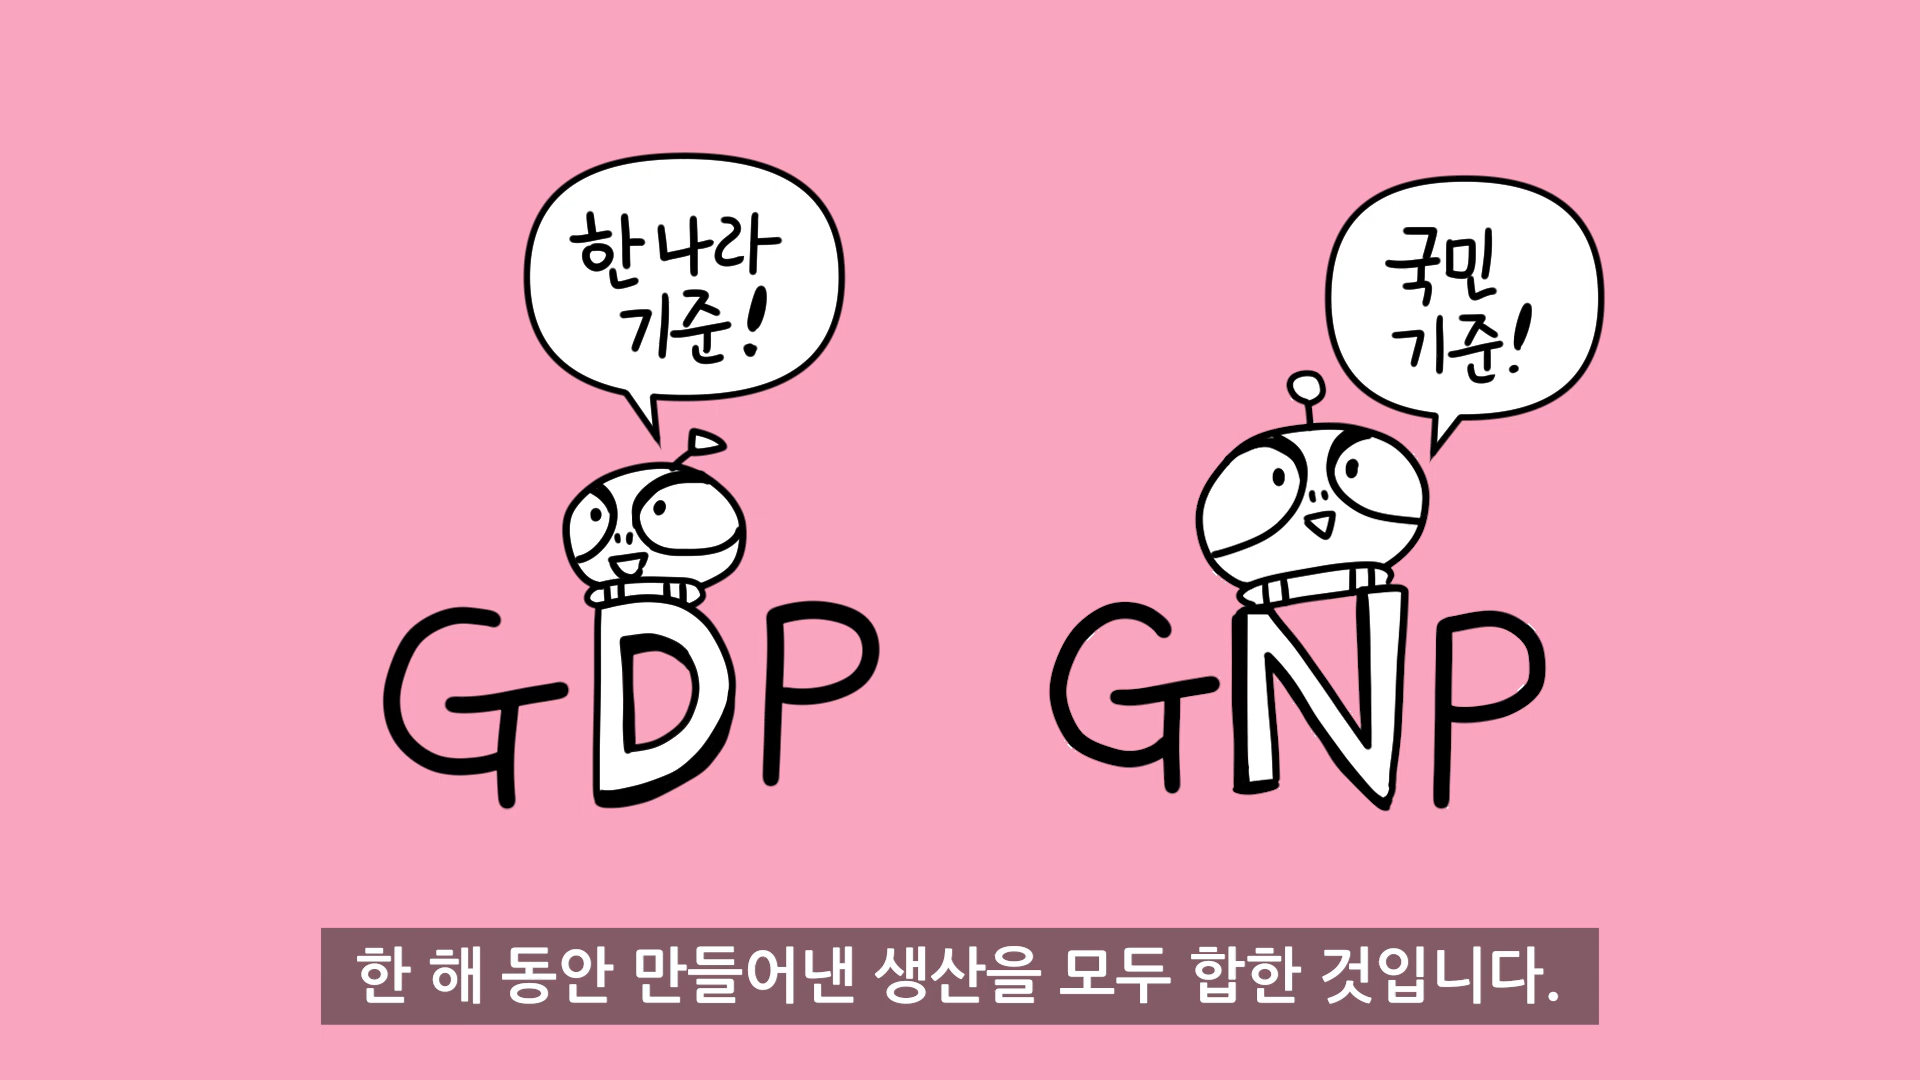 한 나라
기준!
국민
기준!
GDP
GNP
한 해 동안 만들어낸 생산을 모두 합한 것입니다.